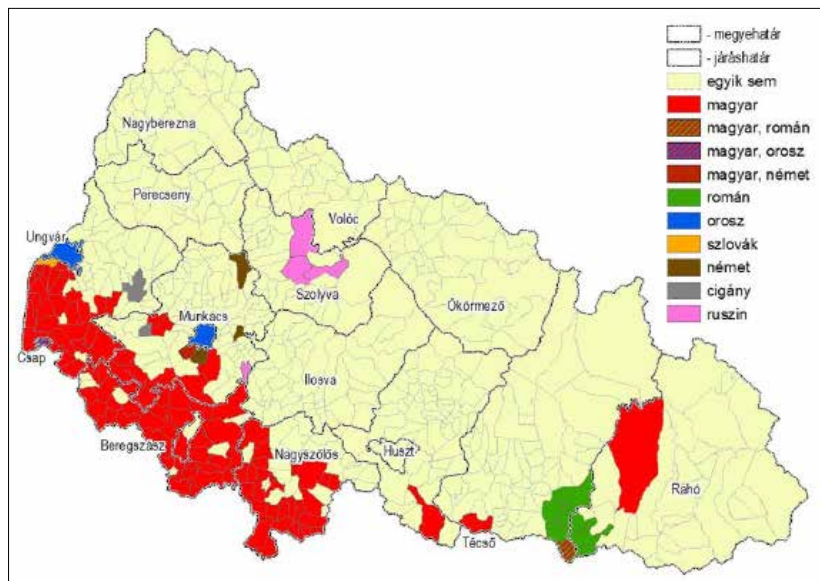 - megyehatár
- járáshatár
egyik sem
magyar
magyar, román
magyar, orosz
magyar, német
román
orosz
szlovák
német
cigány
ruszin
Nagyberezna
Perecseny
Volóc
Ungvár
Szolyva
Ökörmező
Munkács
Csap
Ilosva
Beregszász
Nagyszőlős
Huszt
Rahó
Técső